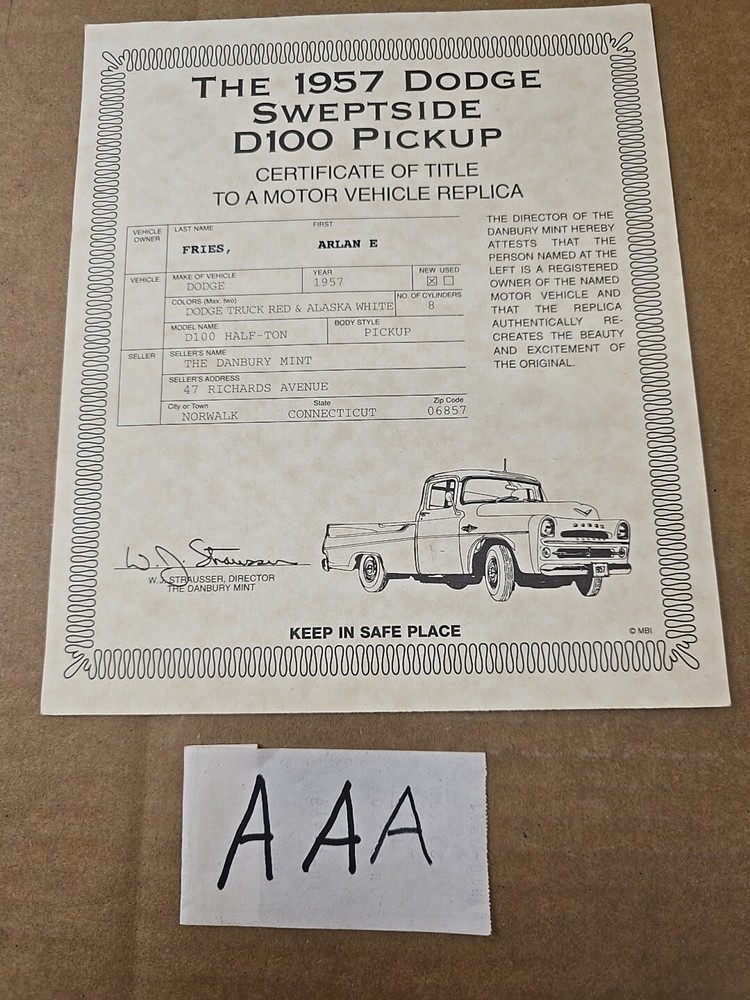 THE 1957 DODGE
SWEPTSIDE
D100 PICKUP
CERTIFICATE OF TITLE
TO A MOTOR VEHICLE REPLICA
VEHICLE OWNER
LAST NAME FIRST
FRIES, ARLAN E
VEHICLE
MAKE OF VEHICLE YEAR NEW USED
DODGE 1957 ☒ ☐
COLORS (Max. two) NO. OF CYLINDERS
DODGE TRUCK RED & ALASKA WHITE 8
MODEL NAME BODY STYLE
D100 HALF-TON PICKUP
SELLER
SELLER'S NAME
THE DANBURY MINT
SELLER'S ADDRESS
47 RICHARDS AVENUE
City or Town State Zip Code
NORWALK CONNECTICUT 06857
THE DIRECTOR OF THE
DANBURY MINT HEREBY
ATTESTS THAT THE
PERSON NAMED AT THE
LEFT IS A REGISTERED
OWNER OF THE NAMED
MOTOR VEHICLE AND
THAT THE REPLICA
AUTHENTICALLY RE-
CREATES THE BEAUTY
AND EXCITEMENT OF
THE ORIGINAL.
DODGE
1957
W. J. Strausser
W.J. STRAUSSER, DIRECTOR
THE DANBURY MINT
KEEP IN SAFE PLACE
© MBI
A A A